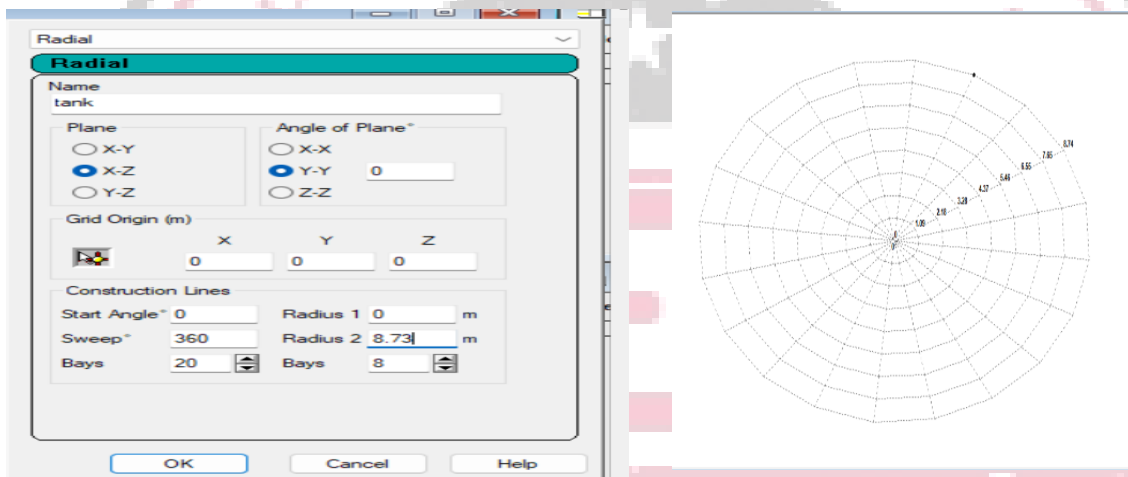 Radial
Radial
Name
tank
Plane
Angle of Plane°
X-Y
X-X
X-Z
Y-Y 0
Y-Z
Z-Z
Grid Origin (m)
X Y Z
0 0 0
Construction Lines
Start Angle° 0 Radius 1 0 m
Sweep° 360 Radius 2 8.73 m
Bays 20 Bays 8
OK Cancel Help
8.74
7.65
6.55
5.46
4.37
3.28
2.18
1.09